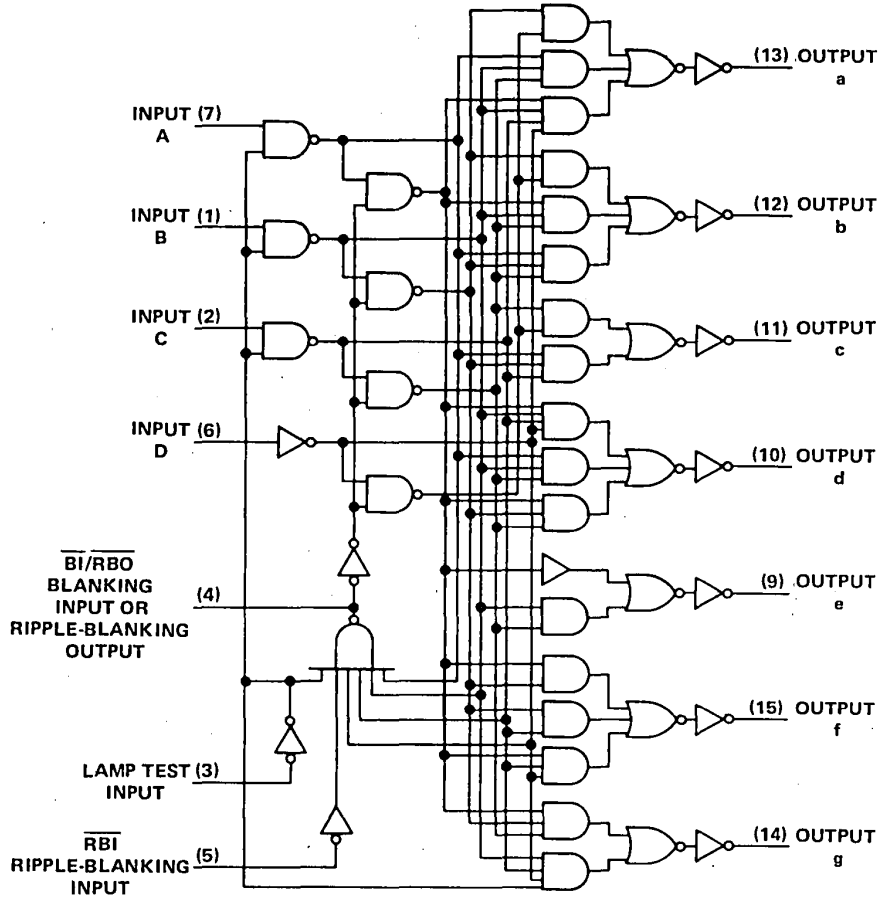 (13) OUTPUT
a
INPUT (7)
A
(12) OUTPUT
b
INPUT (1)
B
INPUT (2)
C
(11) OUTPUT
c
INPUT (6)
D
(10) OUTPUT
d
BI/RBO
BLANKING
INPUT OR (4)
RIPPLE-BLANKING
OUTPUT
(9) OUTPUT
e
(15) OUTPUT
f
LAMP TEST (3)
INPUT
(14) OUTPUT
g
RBI
RIPPLE-BLANKING (5)
INPUT